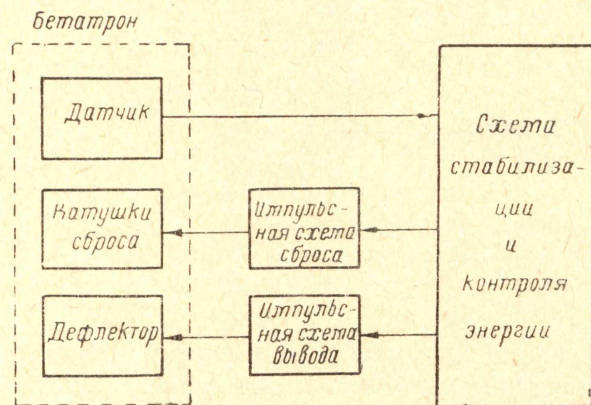 Бетатрон
Датчик
Катушки
сброса
Дефлектор
Импульс-
ная схема
сброса
Импульс-
ная схема
вывода
Схема
стабилиза-
ции
и
контроля
энергии